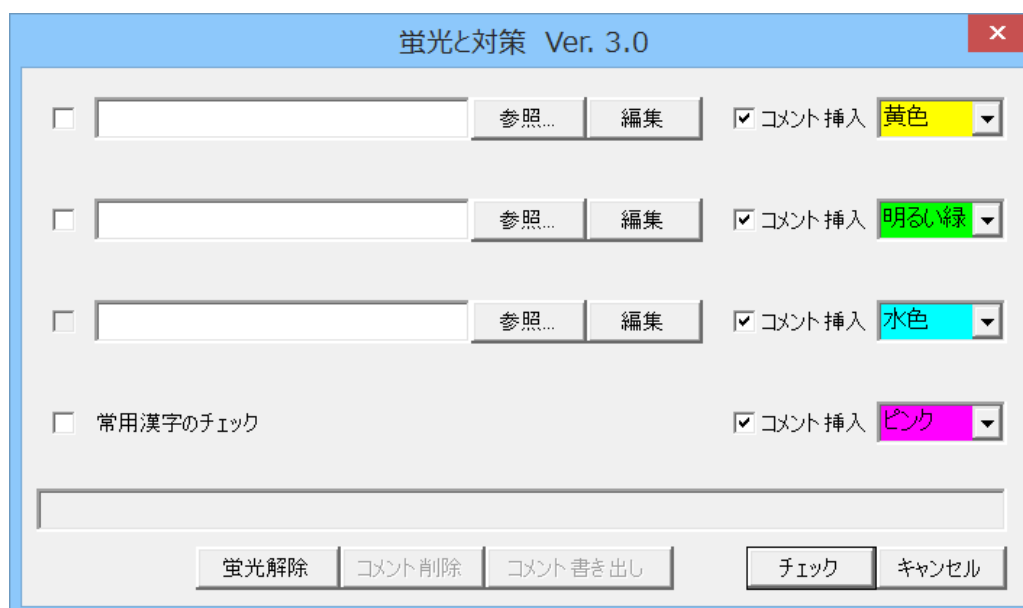 蛍光と対策 Ver. 3.0
参照... 編集 コメント挿入 黄色
参照... 編集 コメント挿入 明るい緑
参照... 編集 コメント挿入 水色
常用漢字のチェック コメント挿入 ピンク
蛍光解除 コメント削除 コメント書き出し チェック キャンセル